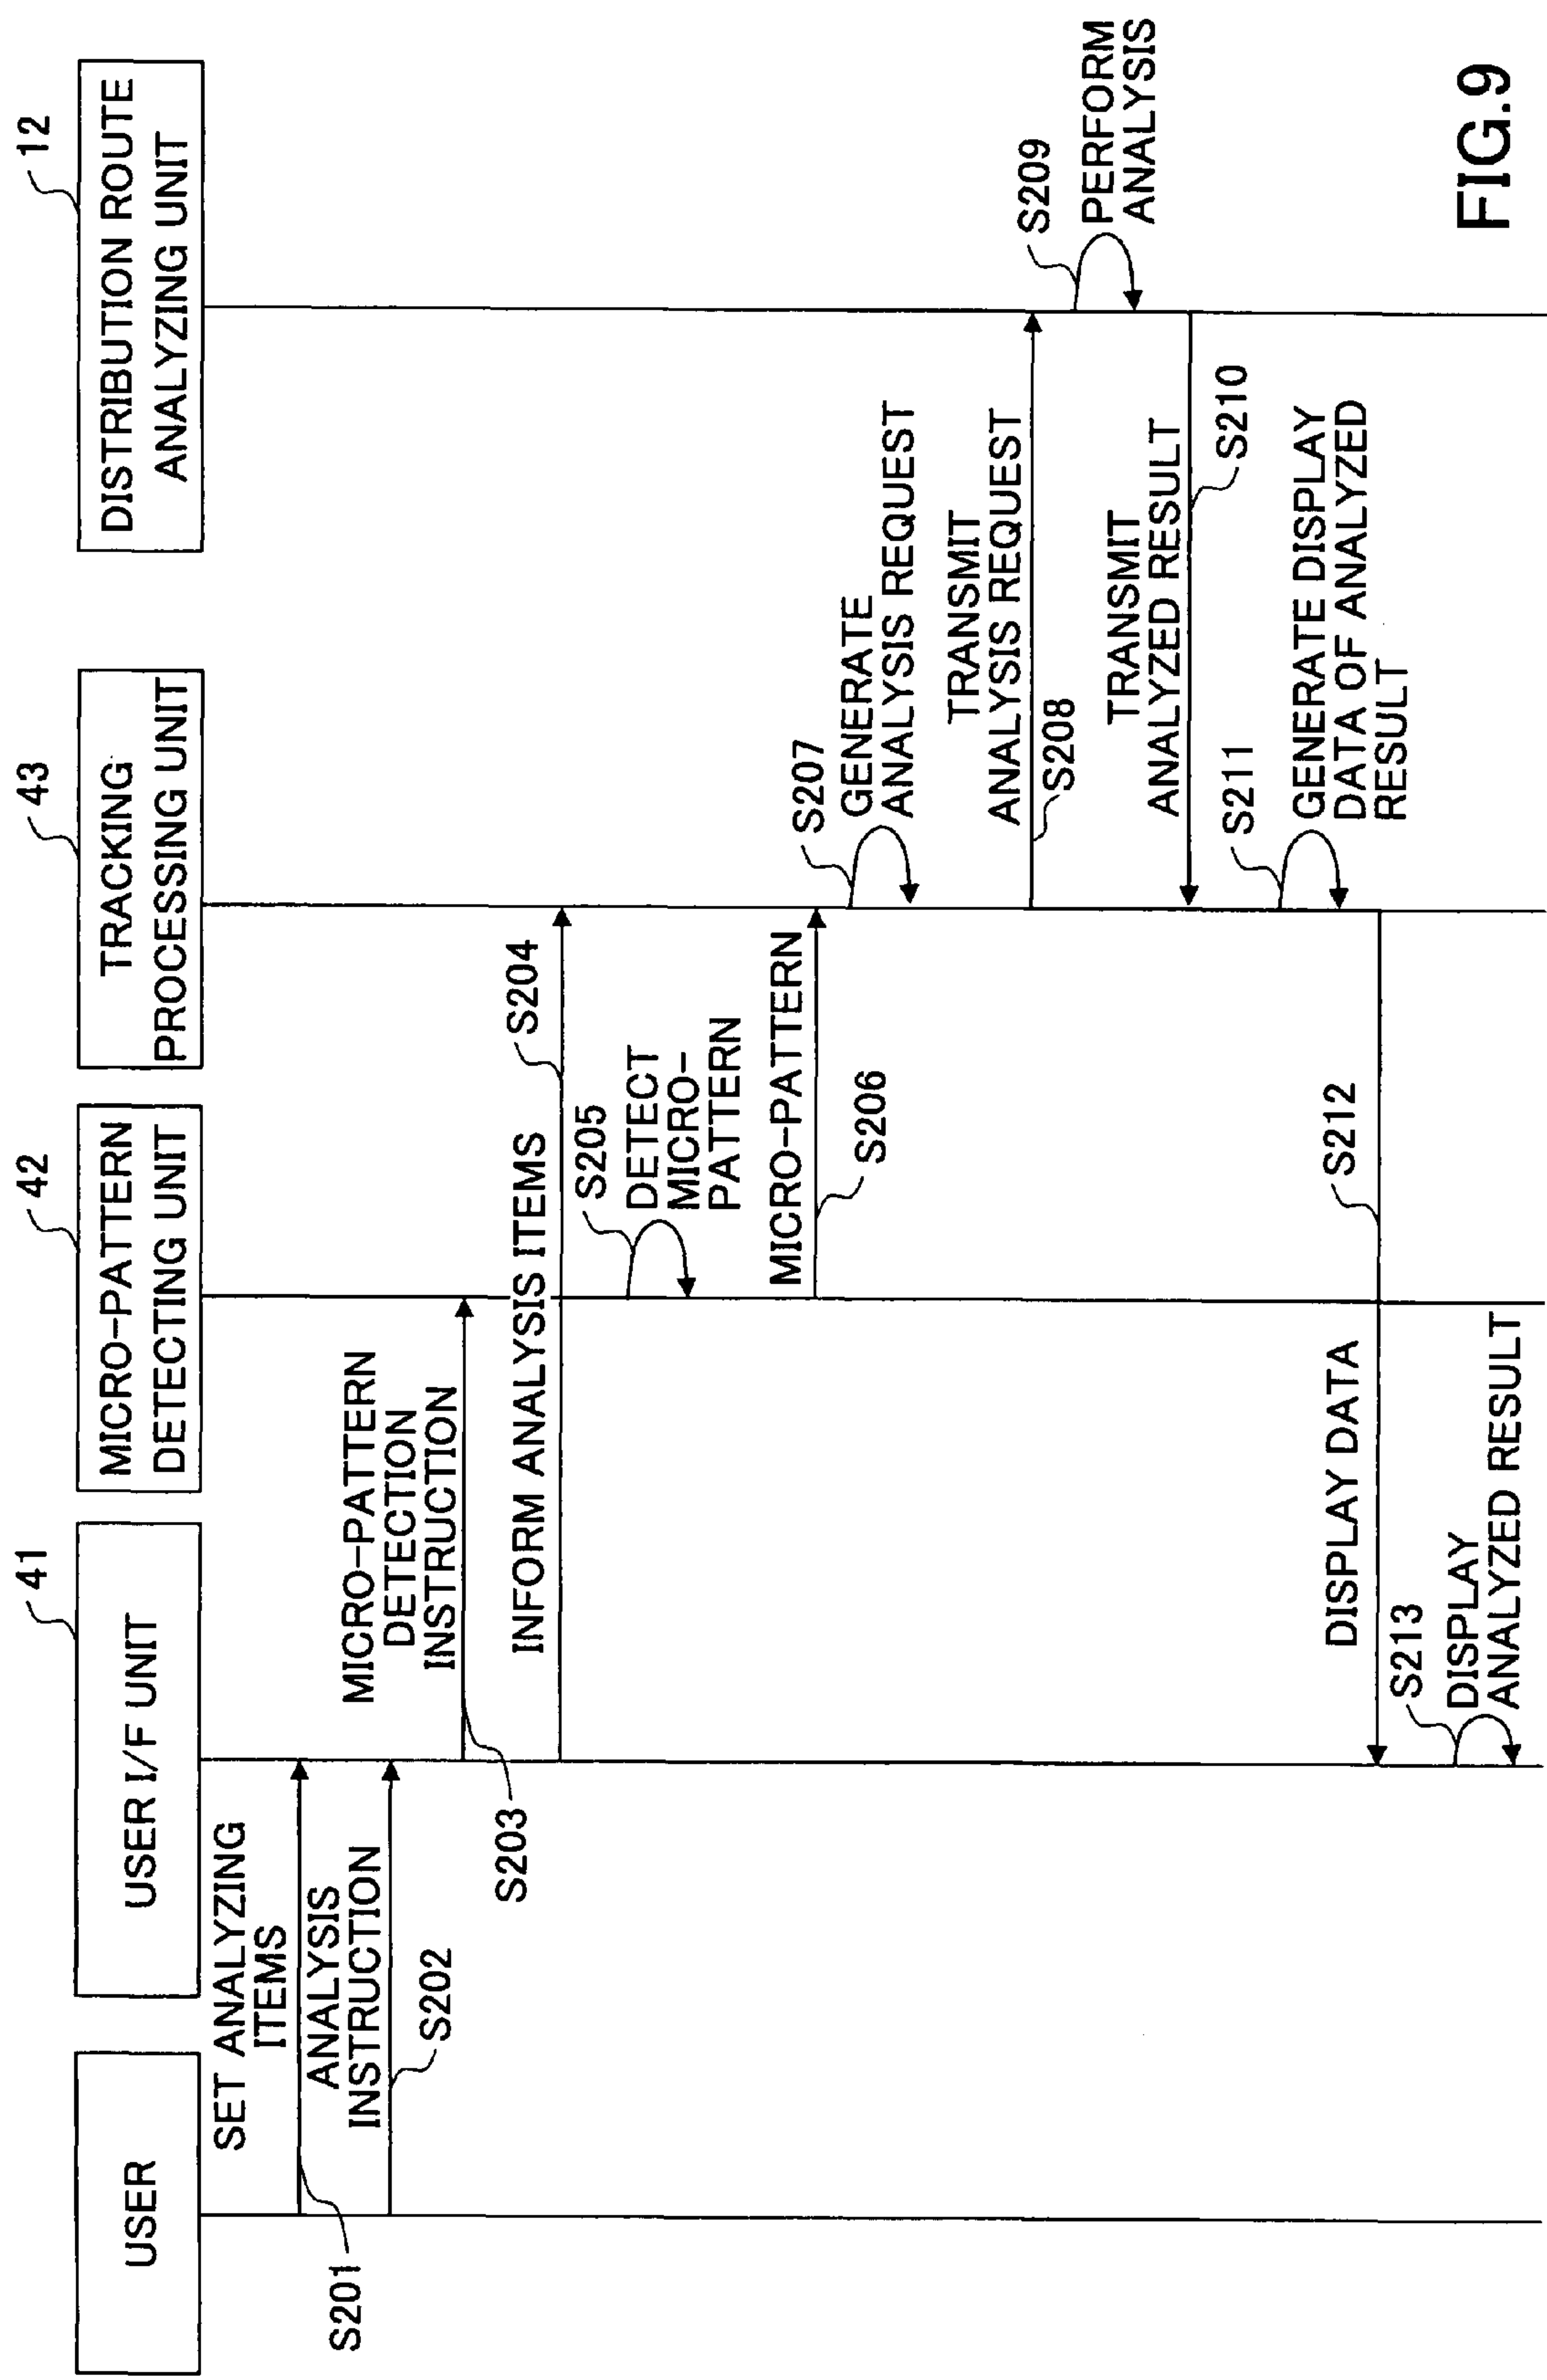 USER
41
USER I/F UNIT
42
MICRO-PATTERN
DETECTING UNIT
43
TRACKING
PROCESSING UNIT
12
DISTRIBUTION ROUTE
ANALYZING UNIT
SET ANALYZING
ITEMS
S201
ANALYSIS
INSTRUCTION
S202
MICRO-PATTERN
DETECTION
INSTRUCTION
S203
INFORM ANALYSIS ITEMS
S204
S205
DETECT
MICRO-
PATTERN
MICRO-PATTERN
S206
S207
GENERATE
ANALYSIS REQUEST
TRANSMIT
ANALYSIS REQUEST
S208
S209
PERFORM
ANALYSIS
TRANSMIT
ANALYZED RESULT
S210
S211
GENERATE DISPLAY
DATA OF ANALYZED
RESULT
DISPLAY DATA
S212
S213
DISPLAY
ANALYZED RESULT
FIG.9